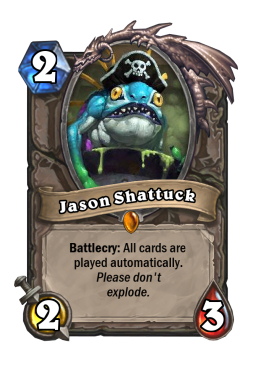 2
Jason Shattuck
Battlecry: All cards are
played automatically.
Please don't
explode.
2
3